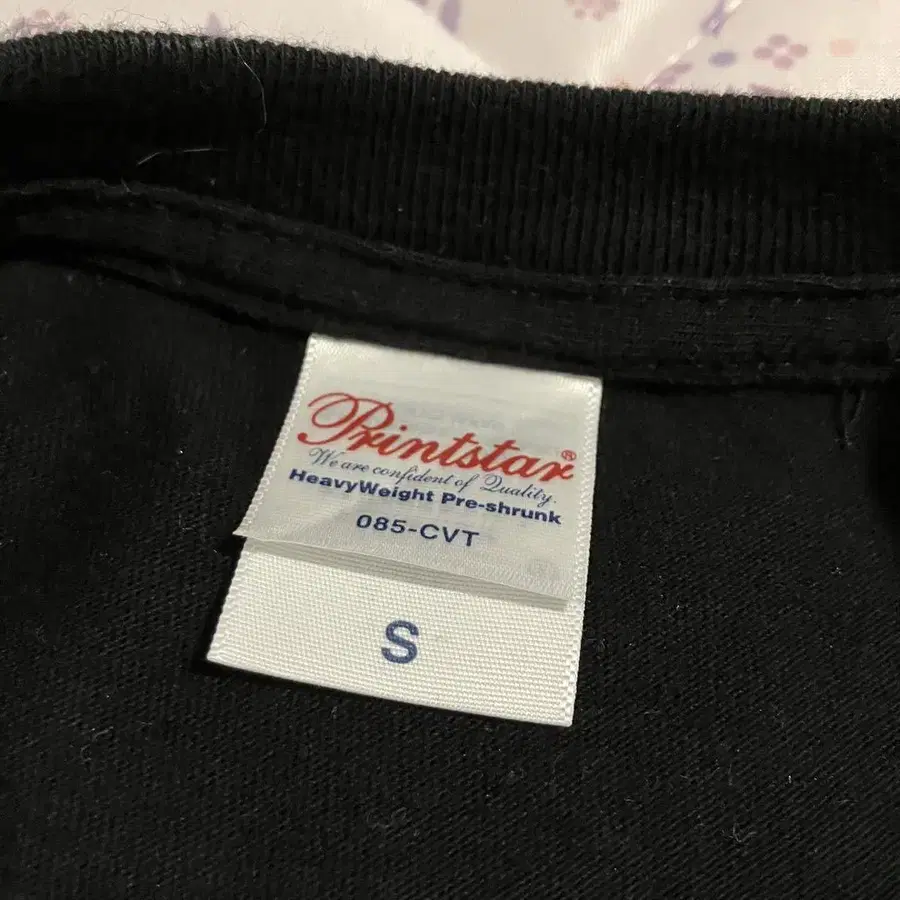 Printstar®
We are confident of Quality.
HeavyWeight Pre-shrunk
085-CVT
S